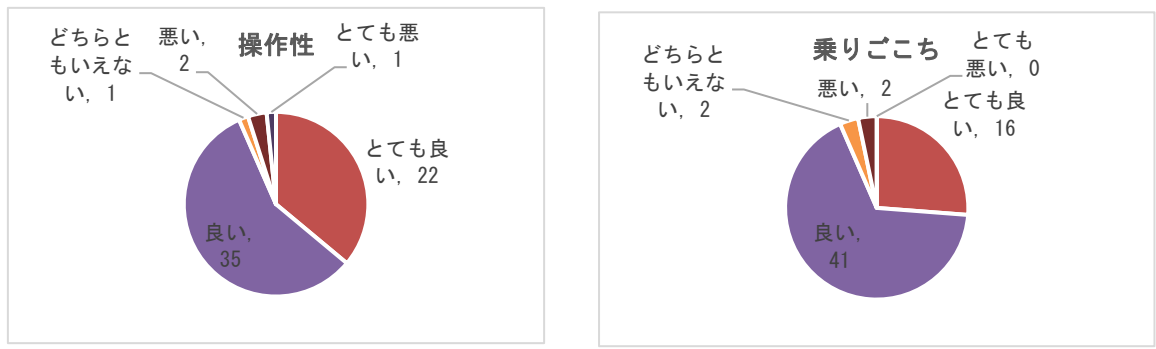 操作性
どちらと
もいえな
い, 1
悪い,
2
とても悪
い, 1
とても良
い, 22
良い,
35
乗りごこち
どちらと
もいえな
い, 2
悪い, 2
とても
悪い, 0
とても良
い, 16
良い,
41